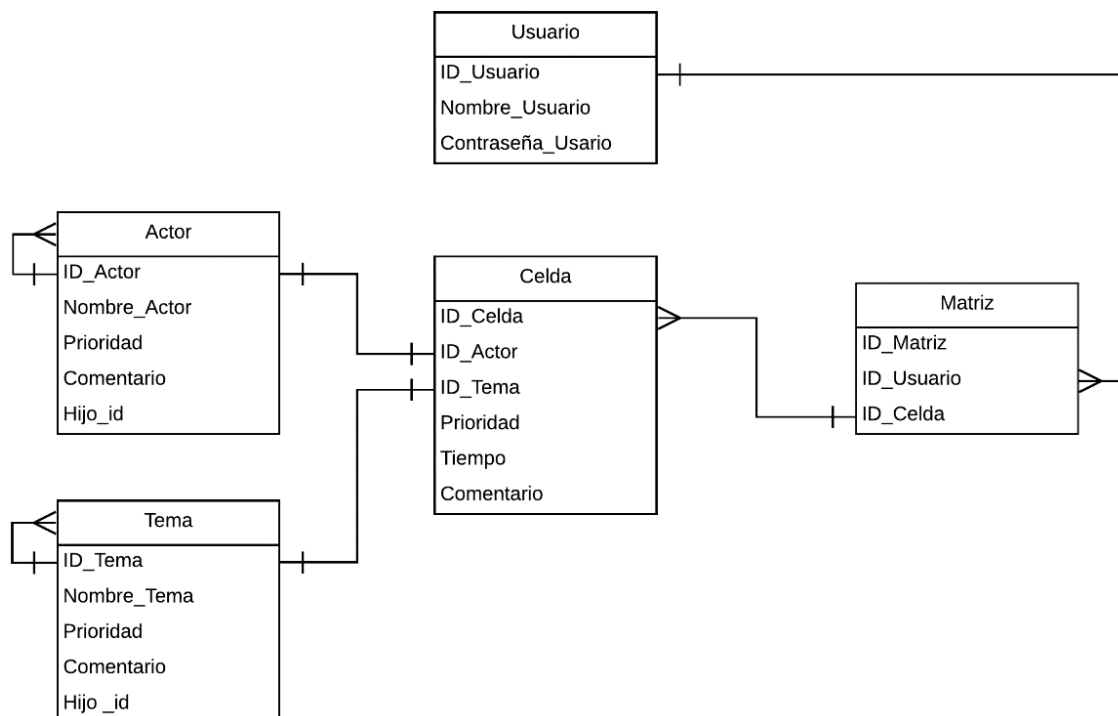 Usuario
ID_Usuario
Nombre_Usuario
Contraseña_Usario
Actor
ID_Actor
Nombre_Actor
Prioridad
Comentario
Hijo_id
Celda
ID_Celda
ID_Actor
ID_Tema
Prioridad
Tiempo
Comentario
Matriz
ID_Matriz
ID_Usuario
ID_Celda
Tema
ID_Tema
Nombre_Tema
Prioridad
Comentario
Hijo _id